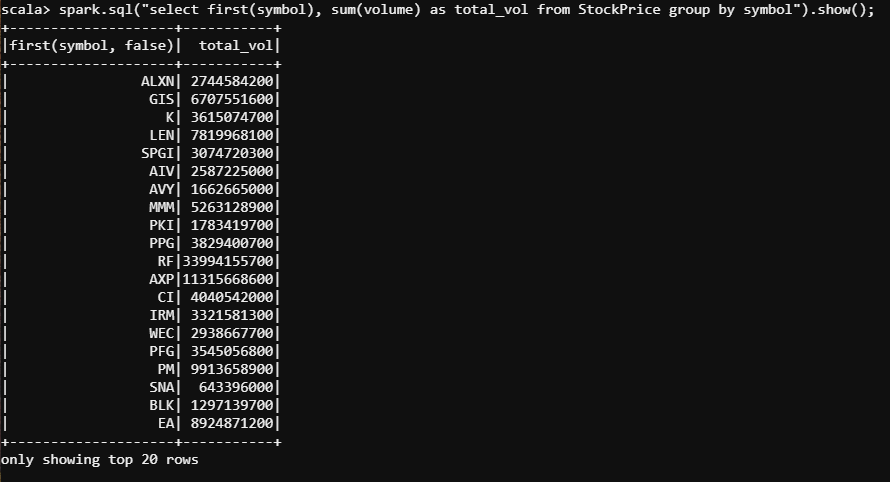 scala> spark.sql("select first(symbol), sum(volume) as total_vol from StockPrice group by symbol").show();
+--------------------+-----------+
|first(symbol, false)|  total_vol|
+--------------------+-----------+
|                ALXN| 2744584200|
|                 GIS| 6707551600|
|                   K| 3615074700|
|                 LEN| 7819968100|
|                SPGI| 3074720300|
|                 AIV| 2587225000|
|                 AVY| 1662665000|
|                 MMM| 5263128900|
|                 PKI| 1783419700|
|                 PPG| 3829400700|
|                  RF|33994155700|
|                 AXP|11315668600|
|                  CI| 4040542000|
|                 IRM| 3321581300|
|                 WEC| 2938667700|
|                 PFG| 3545056800|
|                  PM| 9913658900|
|                 SNA|  643396000|
|                 BLK| 1297139700|
|                  EA| 8924871200|
+--------------------+-----------+
only showing top 20 rows